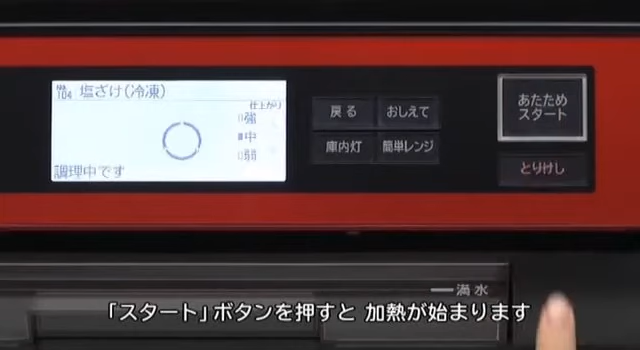 No. 104 塩ざけ(冷凍)
仕上がり
強
中
弱
調理中です
戻る
おしえて
庫内灯
簡単レンジ
あたため
スタート
とりけし
満水
「スタート」ボタンを押すと 加熱が始まります